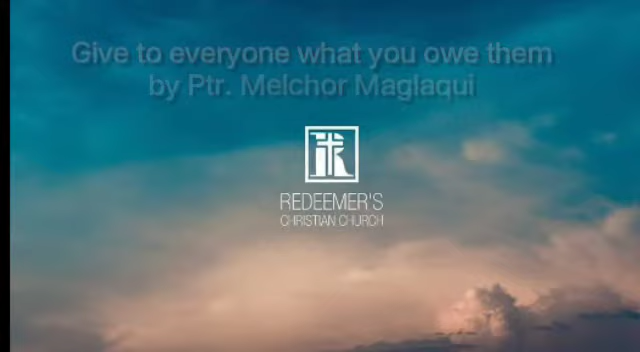 Give to everyone what you owe them
by Ptr. Melchor Maglaqui
REDEEMER'S
CHRISTIAN CHURCH